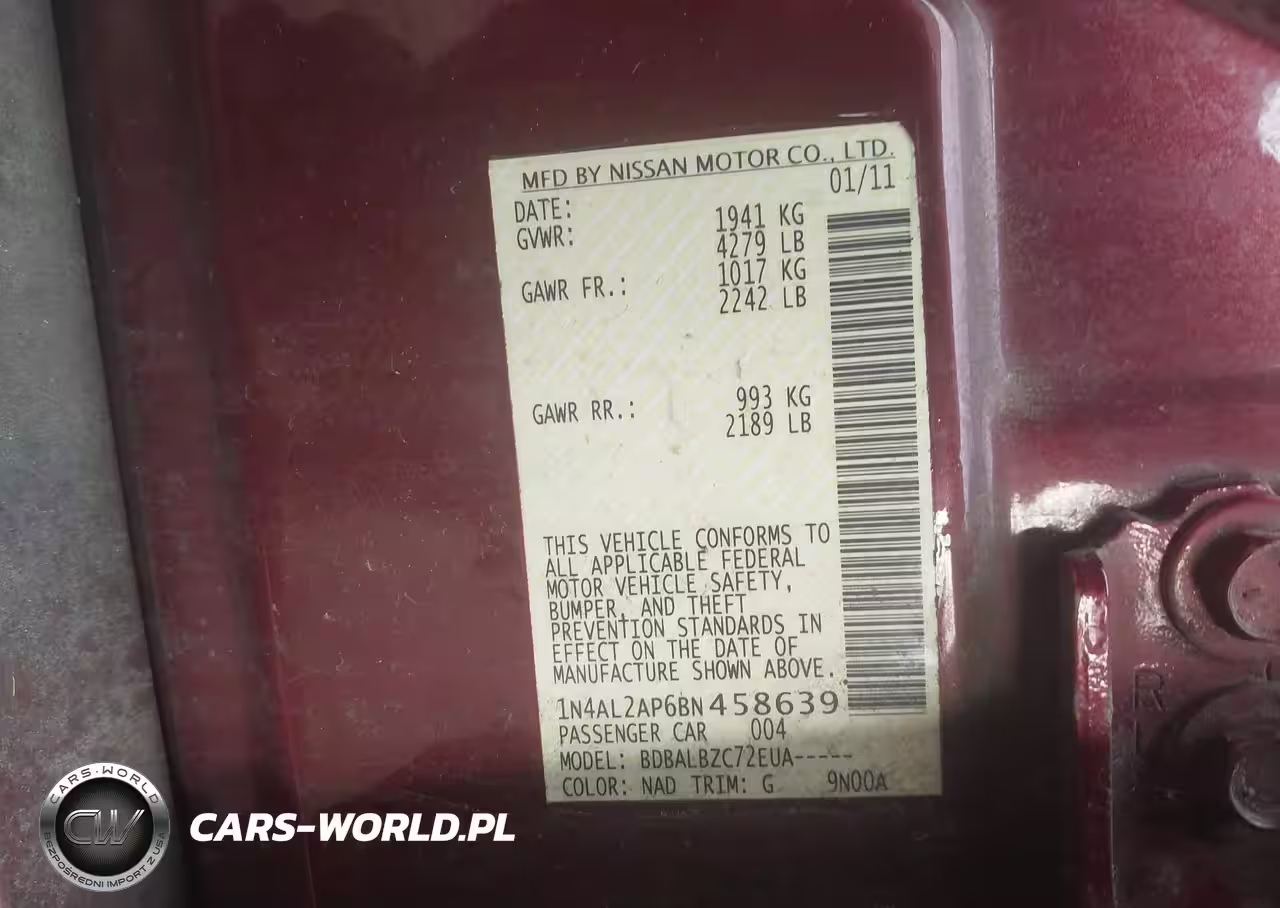 MFD BY NISSAN MOTOR CO., LTD.
DATE: 01/11
GVWR: 1941 KG
4279 LB
GAWR FR.: 1017 KG
2242 LB
GAWR RR.: 993 KG
2189 LB
THIS VEHICLE CONFORMS TO
ALL APPLICABLE FEDERAL
MOTOR VEHICLE SAFETY,
BUMPER, AND THEFT
PREVENTION STANDARDS IN
EFFECT ON THE DATE OF
MANUFACTURE SHOWN ABOVE.
1N4AL2AP6BN458639
PASSENGER CAR 004
MODEL: BDBALBZC72EUA-----
COLOR: NAD TRIM: G 9N00A
R
CARS-WORLD
CW
BEZPOŚREDNI IMPORT Z USA
CARS-WORLD.PL